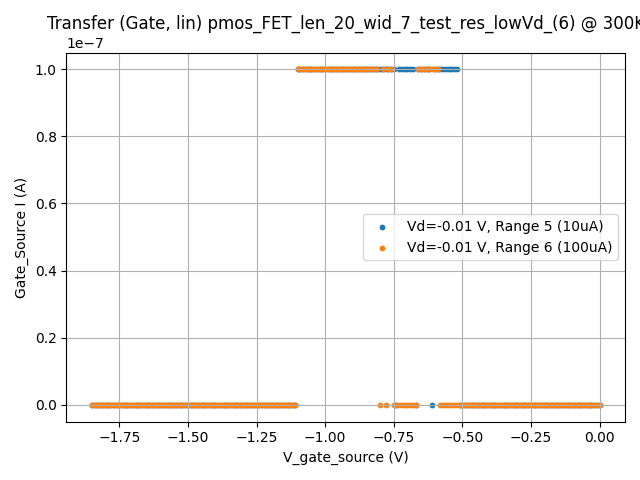 Transfer (Gate, lin) pmos_FET_len_20_wid_7_test_res_lowVd_(6) @ 300K
1e−7
1.0
0.8
0.6
0.4
0.2
0.0
Gate_Source I (A)
Vd=-0.01 V, Range 5 (10uA)
Vd=-0.01 V, Range 6 (100uA)
−1.75 −1.50 −1.25 −1.00 −0.75 −0.50 −0.25 0.00
V_gate_source (V)